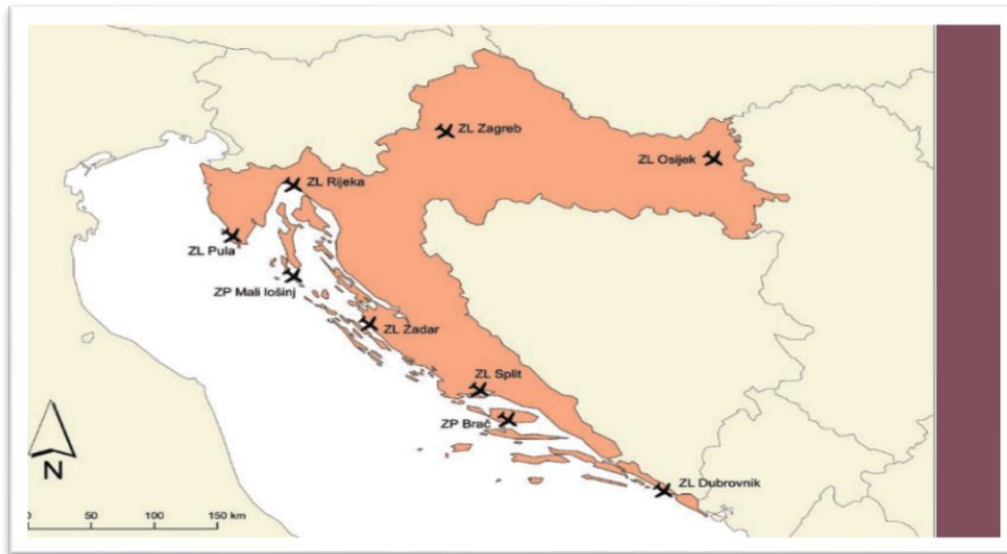 ZL Zagreb
ZL Osijek
ZL Rijeka
ZL Pula
ZP Mali lošinj
ZL Zadar
ZL Split
ZP Brač
ZL Dubrovnik
N
0 50 100 150 km